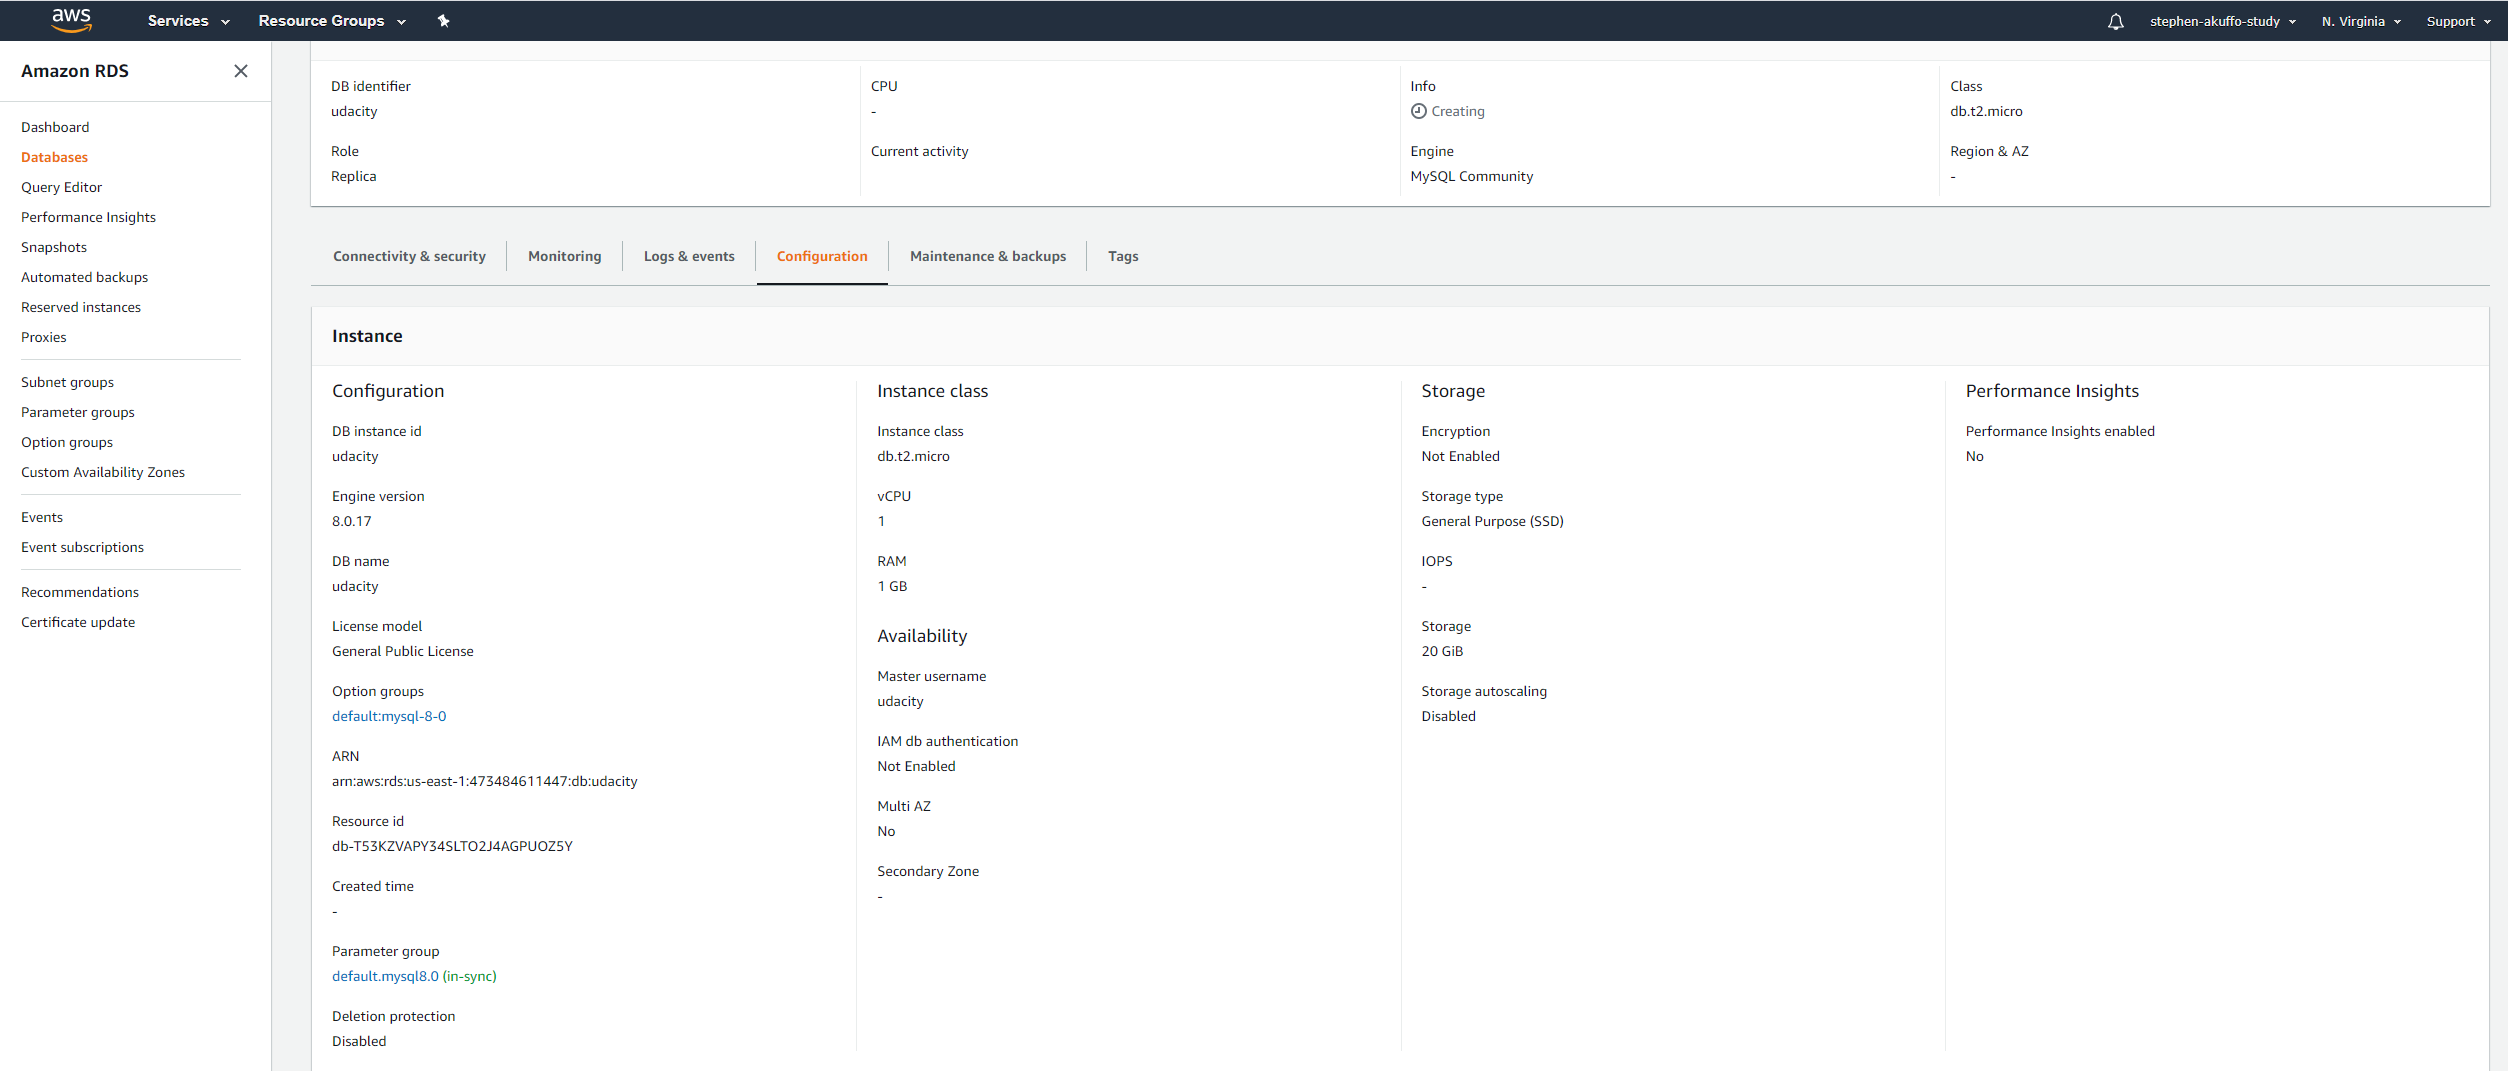 aws Services Resource Groups stephen-akuffo-study N. Virginia Support
Amazon RDS
Dashboard
Databases
Query Editor
Performance Insights
Snapshots
Automated backups
Reserved instances
Proxies
Subnet groups
Parameter groups
Option groups
Custom Availability Zones
Events
Event subscriptions
Recommendations
Certificate update
DB identifier
udacity
Role
Replica
CPU
-
Current activity
Info
Creating
Engine
MySQL Community
Class
db.t2.micro
Region & AZ
-
Connectivity & security Monitoring Logs & events Configuration Maintenance & backups Tags
Instance
Configuration
DB instance id
udacity
Engine version
8.0.17
DB name
udacity
License model
General Public License
Option groups
default:mysql-8-0
ARN
arn:aws:rds:us-east-1:473484611447:db:udacity
Resource id
db-T53KZVAPY34SLTO2J4AGPUOZ5Y
Created time
-
Parameter group
default.mysql8.0 (in-sync)
Deletion protection
Disabled
Instance class
Instance class
db.t2.micro
vCPU
1
RAM
1 GB
Availability
Master username
udacity
IAM db authentication
Not Enabled
Multi AZ
No
Secondary Zone
-
Storage
Encryption
Not Enabled
Storage type
General Purpose (SSD)
IOPS
-
Storage
20 GiB
Storage autoscaling
Disabled
Performance Insights
Performance Insights enabled
No